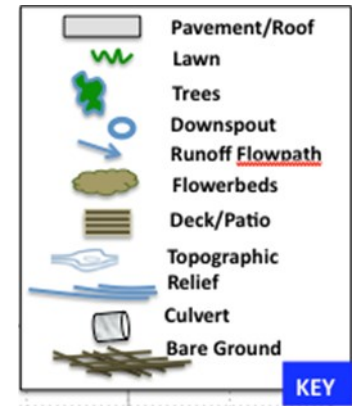 Pavement/Roof
Lawn
Trees
Downspout
Runoff Flowpath
Flowerbeds
Deck/Patio
Topographic
Relief
Culvert
Bare Ground
KEY